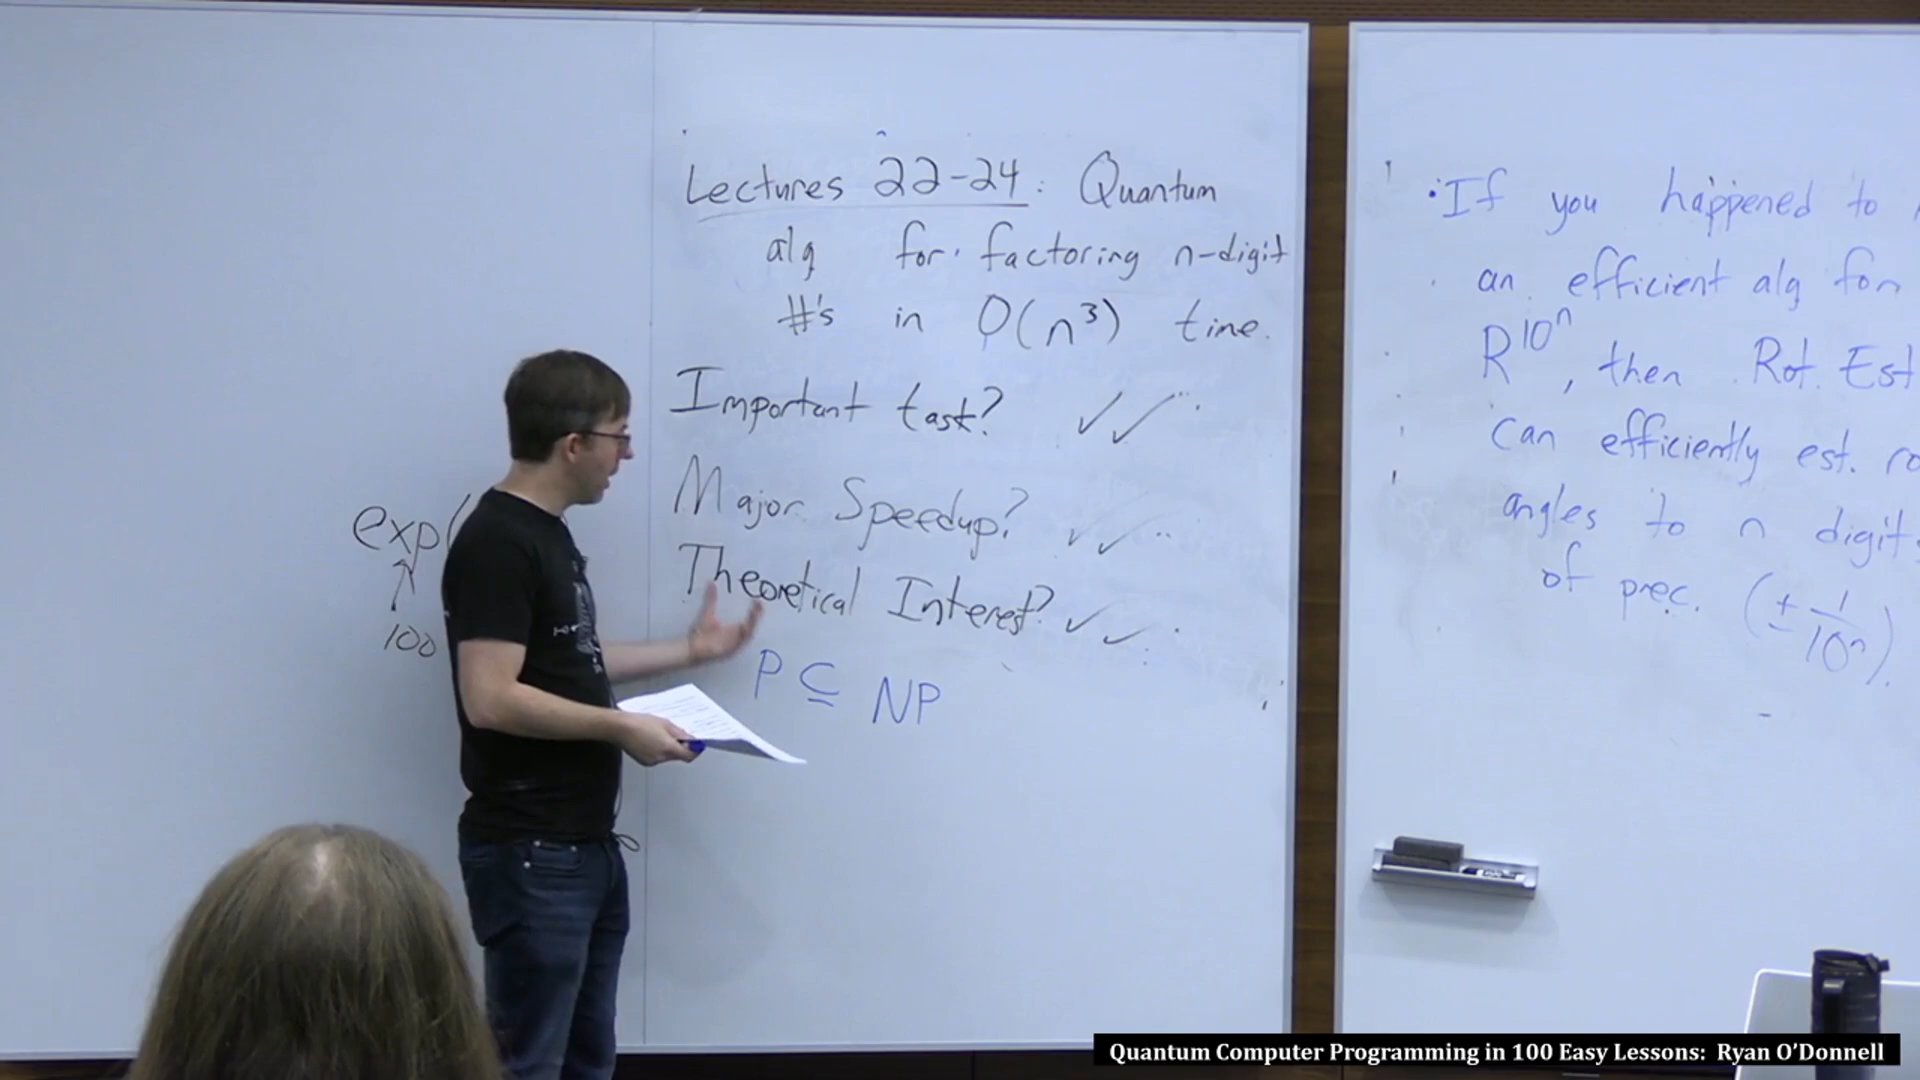 Lectures 22-24: Quantum
alg for factoring n-digit
#'s in O(n³) time.
Important task? ✓✓
Major Speedup? ✓✓
Theoretical Interest? ✓✓
P ⊆ NP
exp(
↑
100
• If you happened to
an efficient alg for
R^10^n, then Rot. Est
can efficiently est.
angles to n digits
of prec. (± 1/10ⁿ).
Quantum Computer Programming in 100 Easy Lessons: Ryan O'Donnell